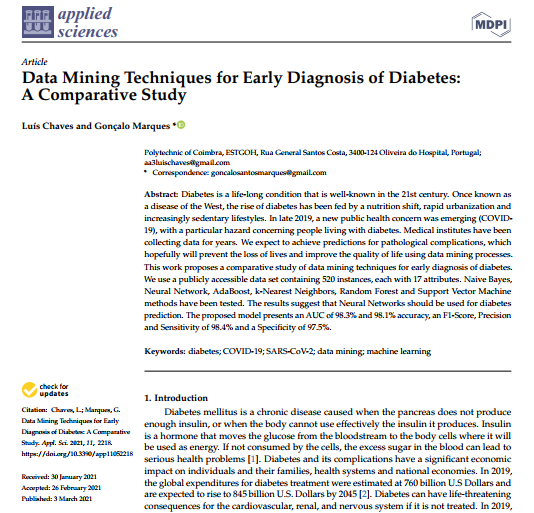 applied
sciences
MDPI
Article
Data Mining Techniques for Early Diagnosis of Diabetes:
A Comparative Study
Luís Chaves and Gonçalo Marques *
Polytechnic of Coimbra, ESTGOH, Rua General Santos Costa, 3400-124 Oliveira do Hospital, Portugal;
aa3luischaves@gmail.com
* Correspondence: goncalosantosmarques@gmail.com
Abstract: Diabetes is a life-long condition that is well-known in the 21st century. Once known as
a disease of the West, the rise of diabetes has been fed by a nutrition shift, rapid urbanization and
increasingly sedentary lifestyles. In late 2019, a new public health concern was emerging (COVID-
19), with a particular hazard concerning people living with diabetes. Medical institutes have been
collecting data for years. We expect to achieve predictions for pathological complications, which
hopefully will prevent the loss of lives and improve the quality of life using data mining processes.
This work proposes a comparative study of data mining techniques for early diagnosis of diabetes.
We use a publicly accessible data set containing 520 instances, each with 17 attributes. Naive Bayes,
Neural Network, AdaBoost, k-Nearest Neighbors, Random Forest and Support Vector Machine
methods have been tested. The results suggest that Neural Networks should be used for diabetes
prediction. The proposed model presents an AUC of 98.3% and 98.1% accuracy, an F1-Score, Precision
and Sensitivity of 98.4% and a Specificity of 97.5%.
Keywords: diabetes; COVID-19; SARS-CoV-2; data mining; machine learning
check for
updates
Citation: Chaves, L.; Marques, G.
Data Mining Techniques for Early
Diagnosis of Diabetes: A Comparative
Study. Appl. Sci. 2021, 11, 2218.
https://doi.org/10.3390/app11052218
Received: 30 January 2021
Accepted: 26 February 2021
Published: 3 March 2021
1. Introduction
Diabetes mellitus is a chronic disease caused when the pancreas does not produce
enough insulin, or when the body cannot use effectively the insulin it produces. Insulin
is a hormone that moves the glucose from the bloodstream to the body cells where it will
be used as energy. If not consumed by the cells, the excess sugar in the blood can lead to
serious health problems [1]. Diabetes and its complications have a significant economic
impact on individuals and their families, health systems and national economies. In 2019,
the global expenditures for diabetes treatment were estimated at 760 billion U.S Dollars and
are expected to rise to 845 billion U.S. Dollars by 2045 [2]. Diabetes can have life-threatening
consequences for the cardiovascular, renal, and nervous system if it is not treated. In 2019,